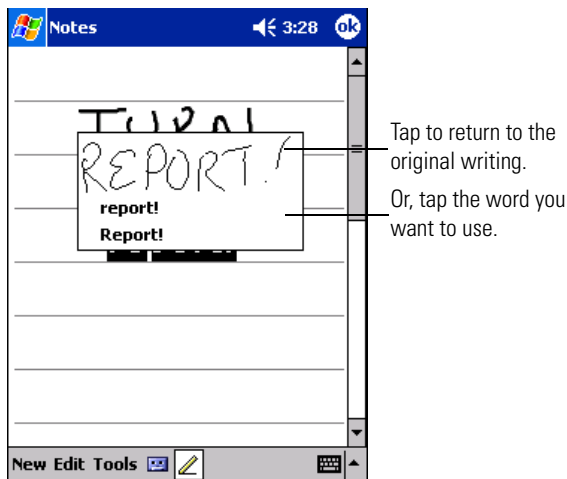 Notes 3:28 ok
TURN
REPORT!
report!
Report!
New Edit Tools
Tap to return to the
original writing.
Or, tap the word you
want to use.